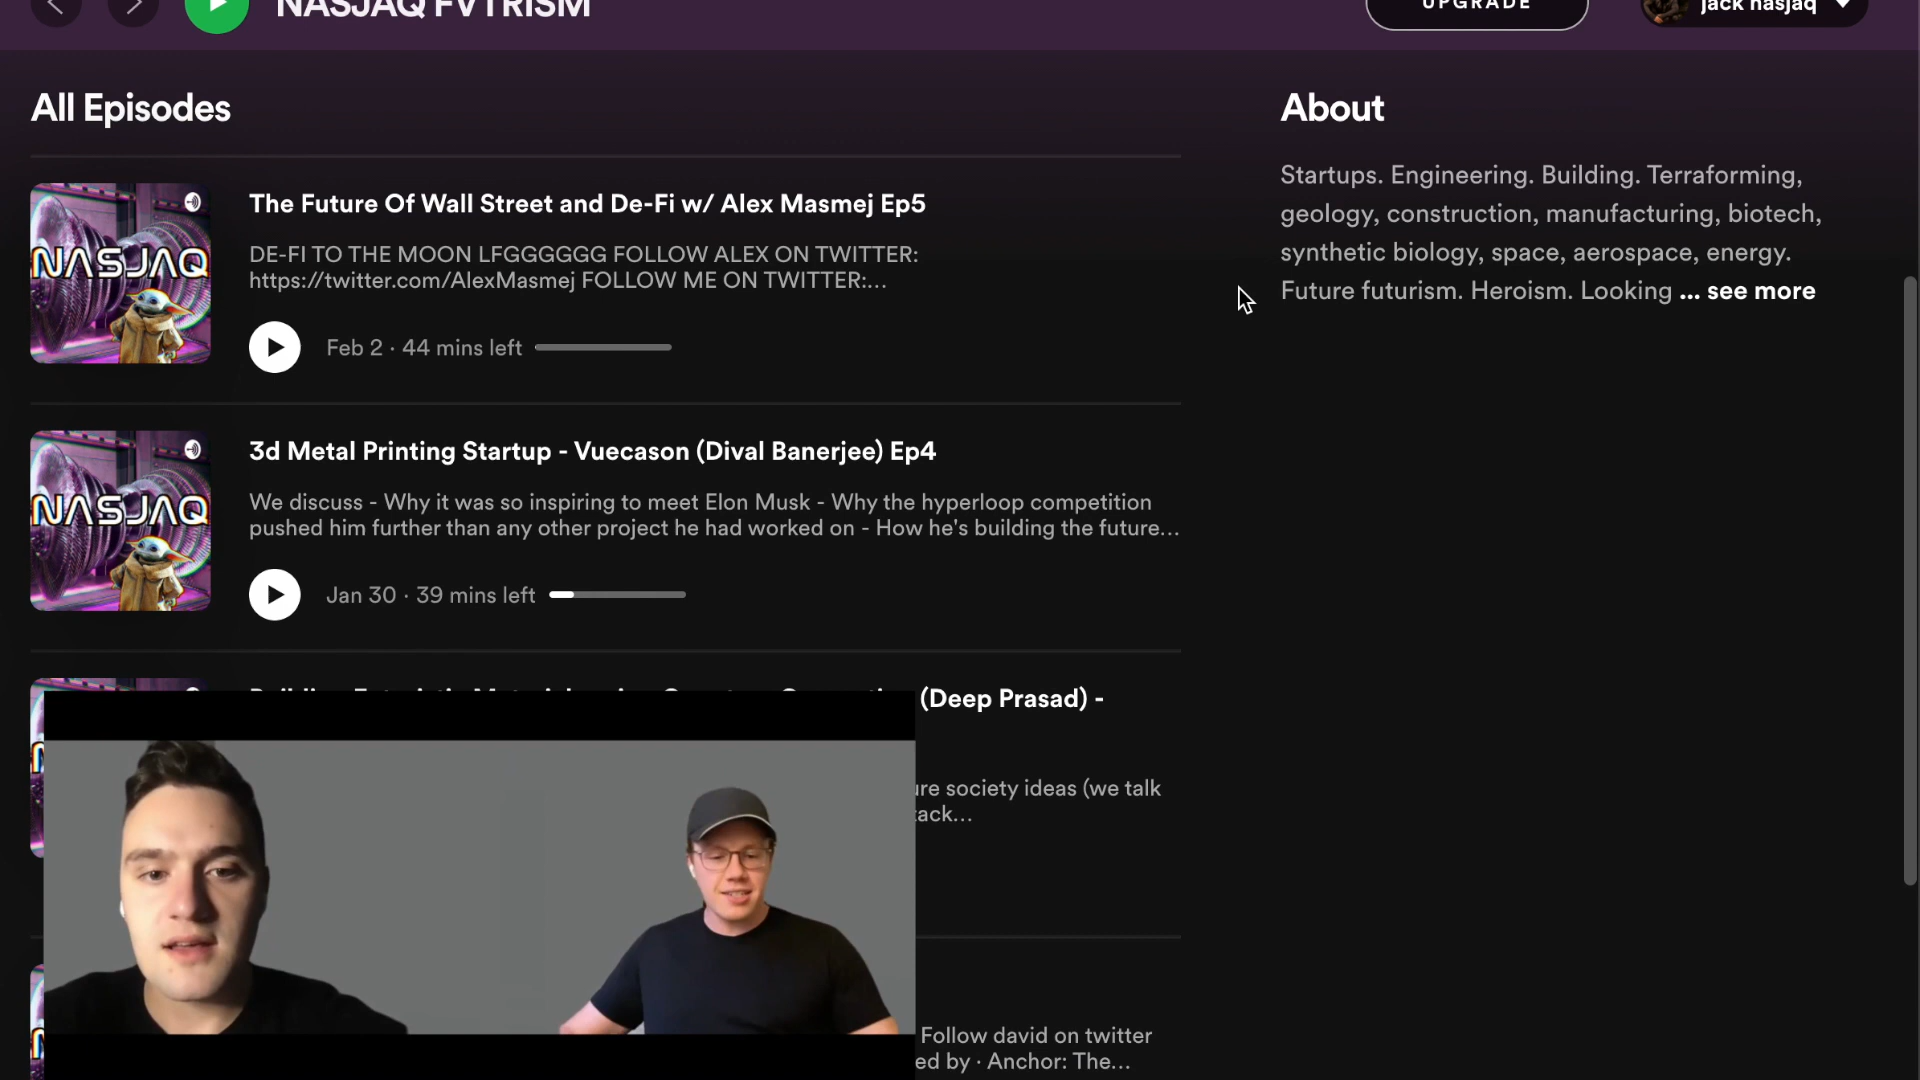 NASJAQ FVTRISM
UPGRADE
jack nasjaq
All Episodes
NASJAQ
The Future Of Wall Street and De-Fi w/ Alex Masmej Ep5
DE-FI TO THE MOON LFGGGGGG FOLLOW ALEX ON TWITTER:
https://twitter.com/AlexMasmej FOLLOW ME ON TWITTER:...
Feb 2 · 44 mins left
NASJAQ
3d Metal Printing Startup - Vuecason (Dival Banerjee) Ep4
We discuss - Why it was so inspiring to meet Elon Musk - Why the hyperloop competition
pushed him further than any other project he had worked on - How he's building the future...
Jan 30 · 39 mins left
(Deep Prasad) -
society ideas (we talk
Follow david on twitter
by · Anchor: The...
About
Startups. Engineering. Building. Terraforming,
geology, construction, manufacturing, biotech,
synthetic biology, space, aerospace, energy.
Future futurism. Heroism. Looking ... see more